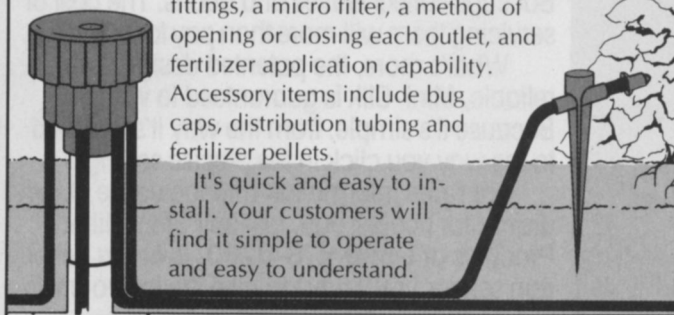 fittings, a micro filter, a method of
opening or closing each outlet, and
fertilizer application capability.
Accessory items include bug
caps, distribution tubing and
fertilizer pellets.
It's quick and easy to in-
stall. Your customers will
find it simple to operate
and easy to understand.